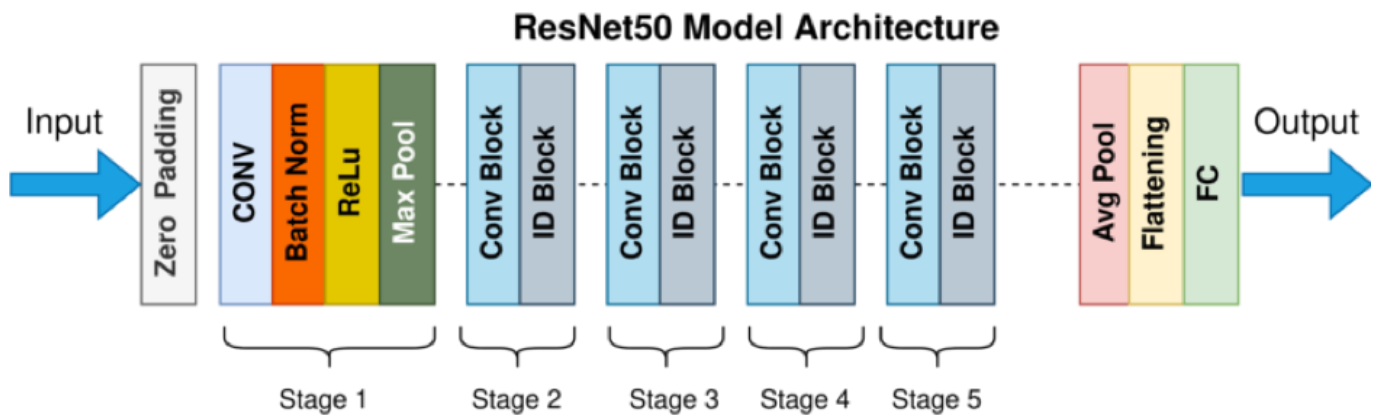 ResNet50 Model Architecture
Input
Zero Padding
CONV
Batch Norm
ReLu
Max Pool
Conv Block
ID Block
Conv Block
ID Block
Conv Block
ID Block
Conv Block
ID Block
Avg Pool
Flattening
FC
Output
Stage 1
Stage 2
Stage 3
Stage 4
Stage 5